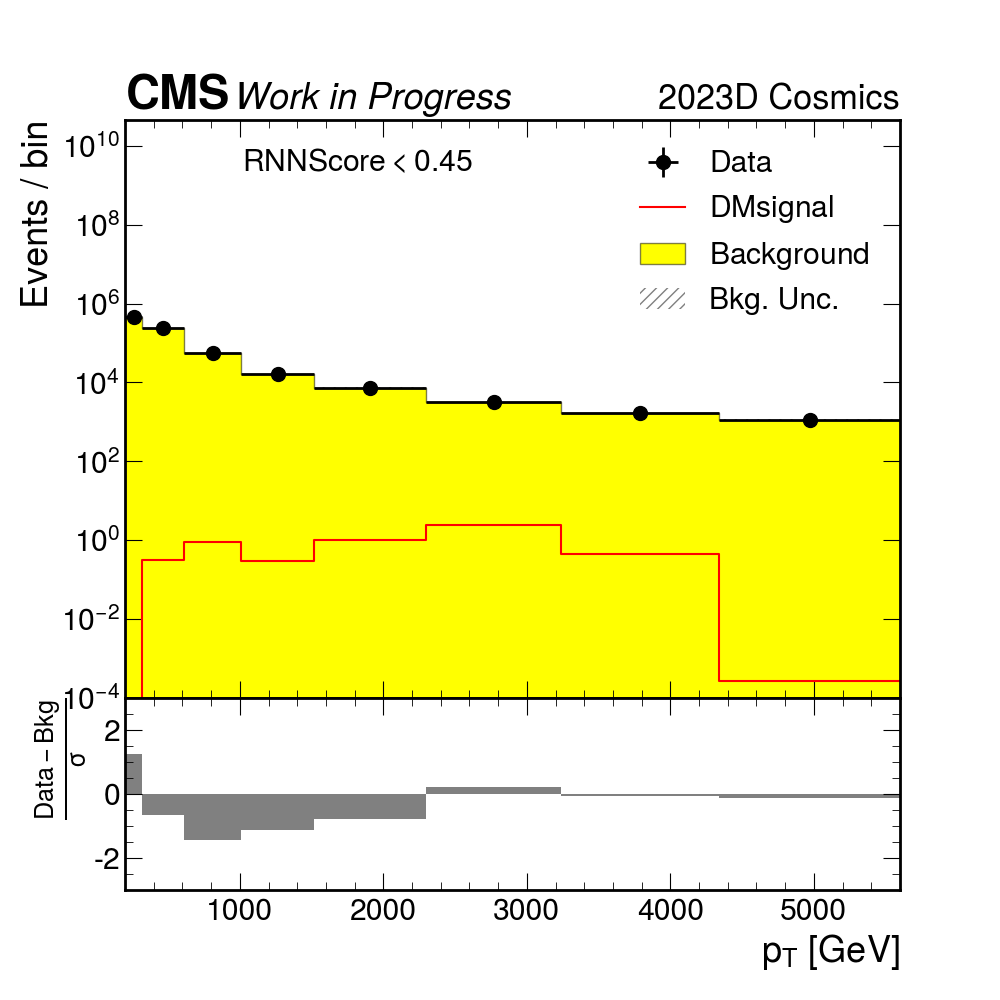 CMS Work in Progress 2023D Cosmics
Events / bin
RNNScore < 0.45
Data
DMsignal
Background
Bkg. Unc.
10^10
10^8
10^6
10^4
10^2
10^0
10^−2
10^−4
Data − Bkg
σ
2
0
-2
1000 2000 3000 4000 5000
p_T [GeV]